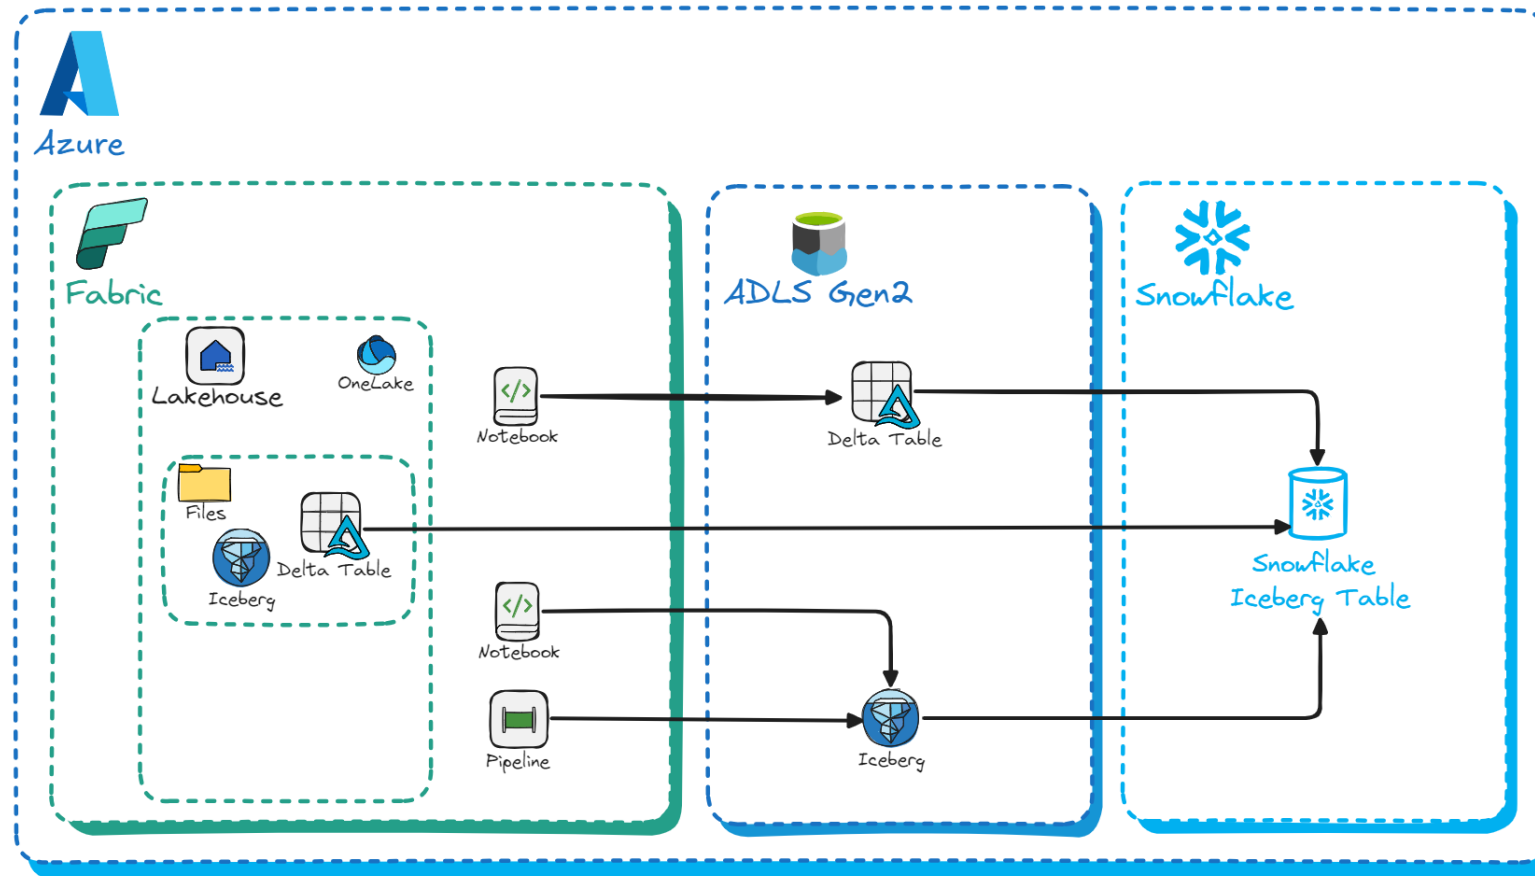 Azure
Fabric
Lakehouse
OneLake
Files
Iceberg
Delta Table
Notebook
Notebook
Pipeline
ADLS Gen2
Delta Table
Iceberg
Snowflake
Snowflake
Iceberg Table